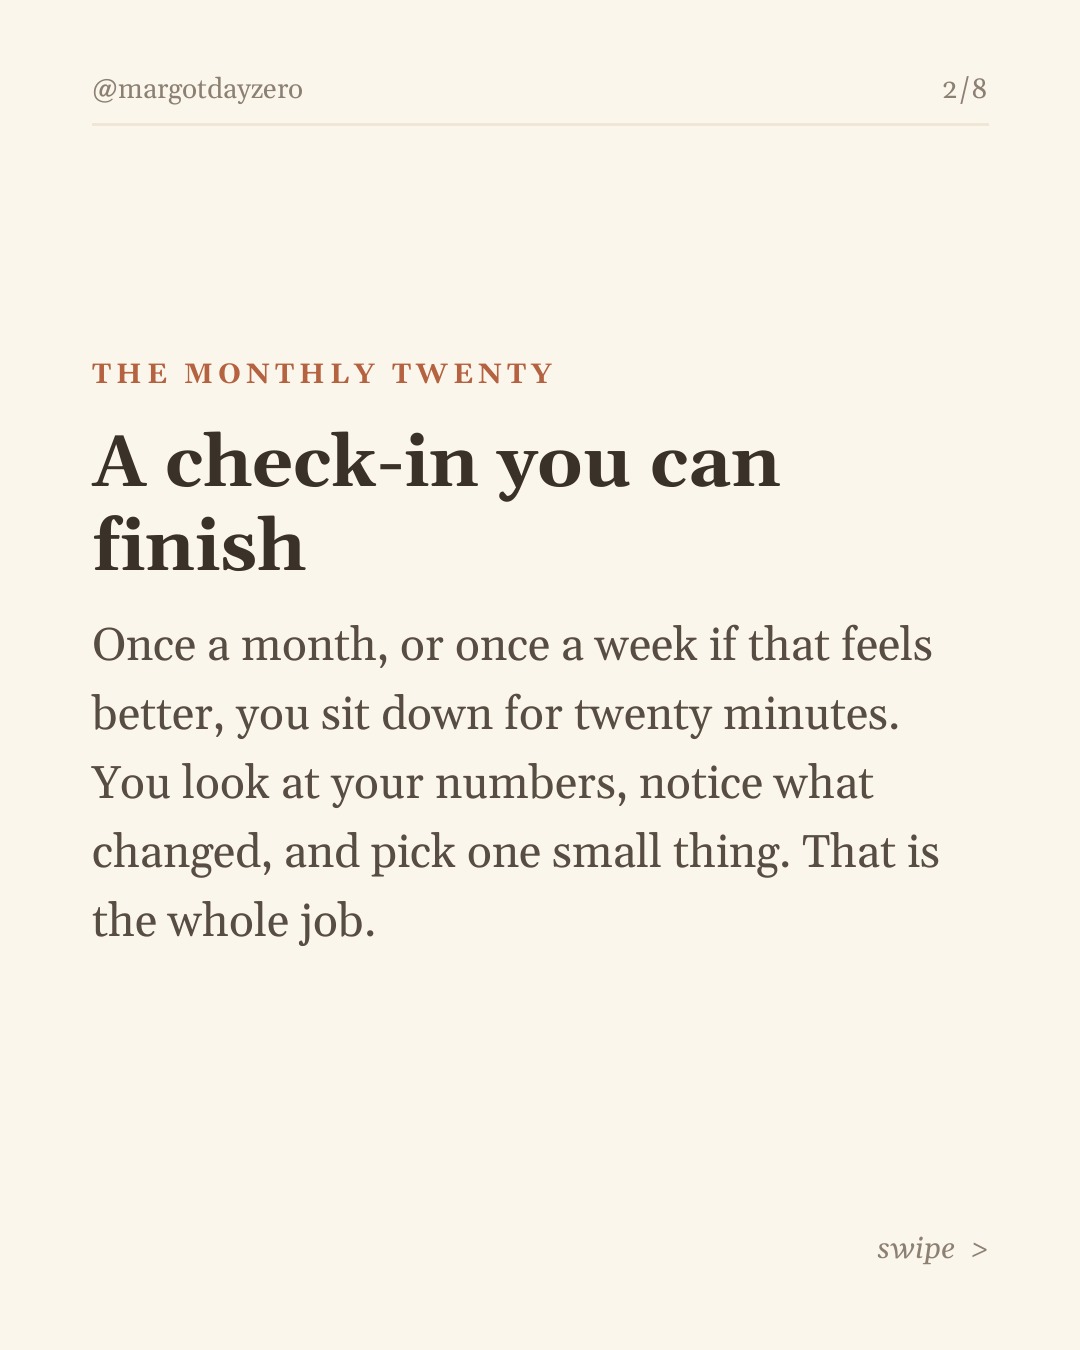 @margotdayzero
2/8
THE MONTHLY TWENTY
A check-in you can
finish
Once a month, or once a week if that feels
better, you sit down for twenty minutes.
You look at your numbers, notice what
changed, and pick one small thing. That is
the whole job.
swipe >